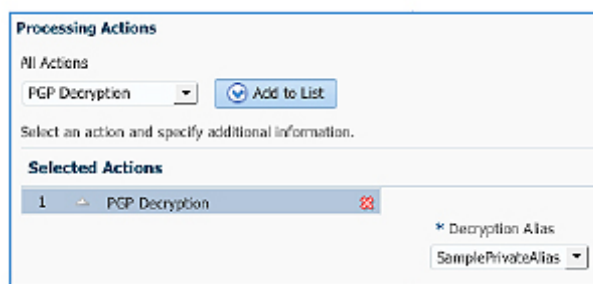 Processing Actions
All Actions
PGP Decryption Add to List
Select an action and specify additional information.
Selected Actions
1 PGP Decryption
* Decryption Alias
SamplePrivateAlias